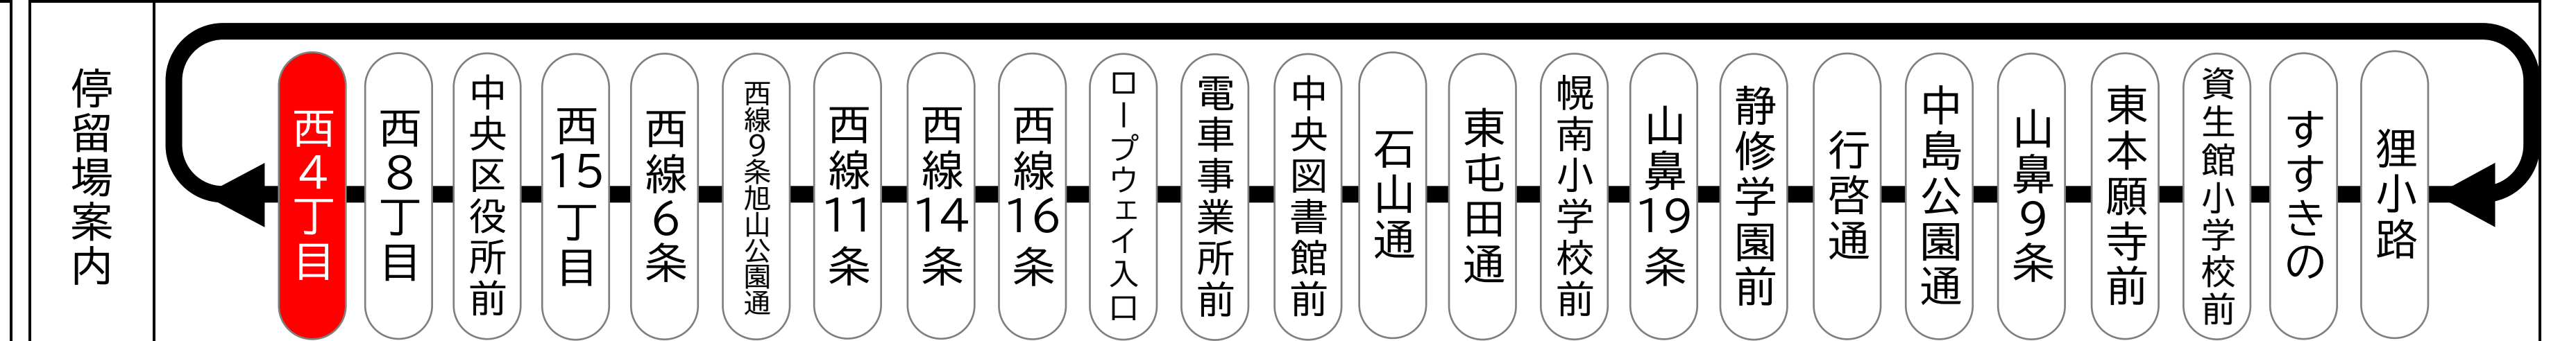 停留場案内
西4丁目
西8丁目
中央区役所前
西15丁目
西線6条
西線9条旭山公園通
西線11条
西線14条
西線16条
ロープウェイ入口
電車事業所前
中央図書館前
石山通
東屯田通
幌南小学校前
山鼻19条
静修学園前
行啓通
中島公園通
山鼻9条
東本願寺前
資生館小学校前
すすきの
狸小路